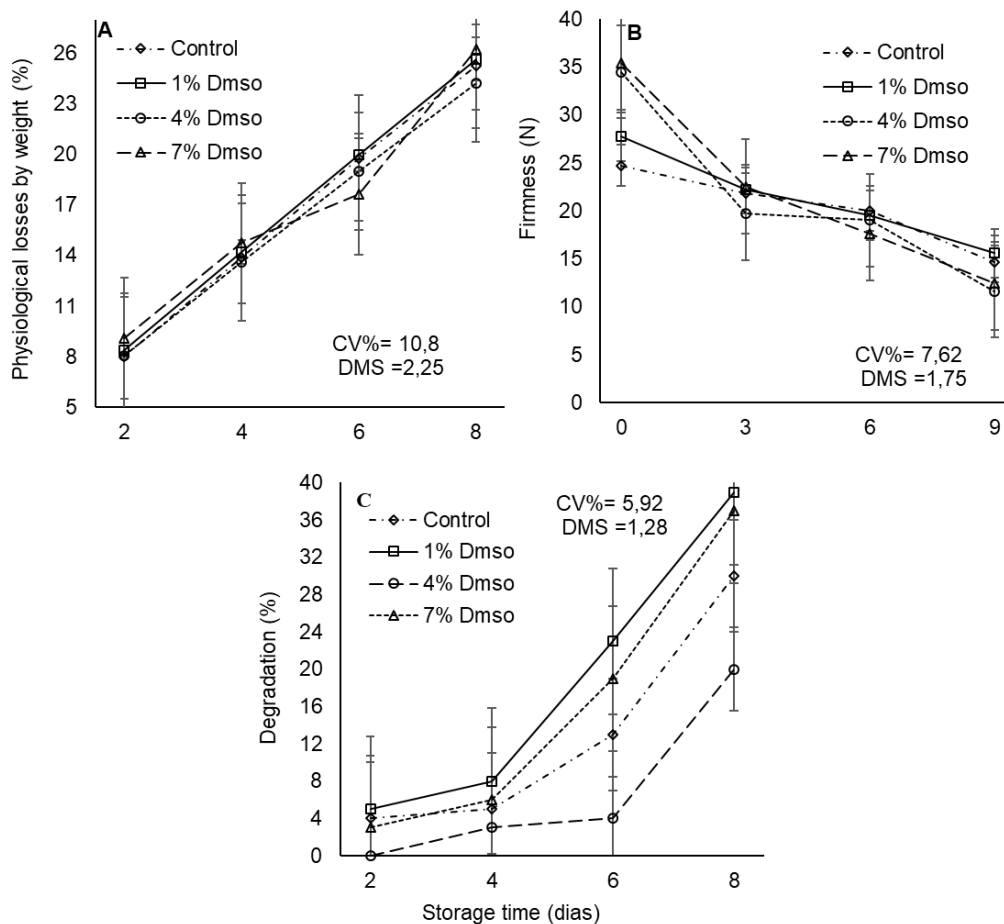 A
Control
1% Dmso
4% Dmso
7% Dmso
Physiological losses by weight (%)
26
23
20
17
14
11
8
5
CV%= 10,8
DMS =2,25
2 4 6 8
B
Control
1% Dmso
4% Dmso
7% Dmso
Firmness (N)
40
35
30
25
20
15
10
5
0
CV%= 7,62
DMS =1,75
0 3 6 9
C
Control
1% Dmso
4% Dmso
7% Dmso
CV%= 5,92
DMS =1,28
Degradation (%)
40
36
32
28
24
20
16
12
8
4
0
2 4 6 8
Storage time (dias)